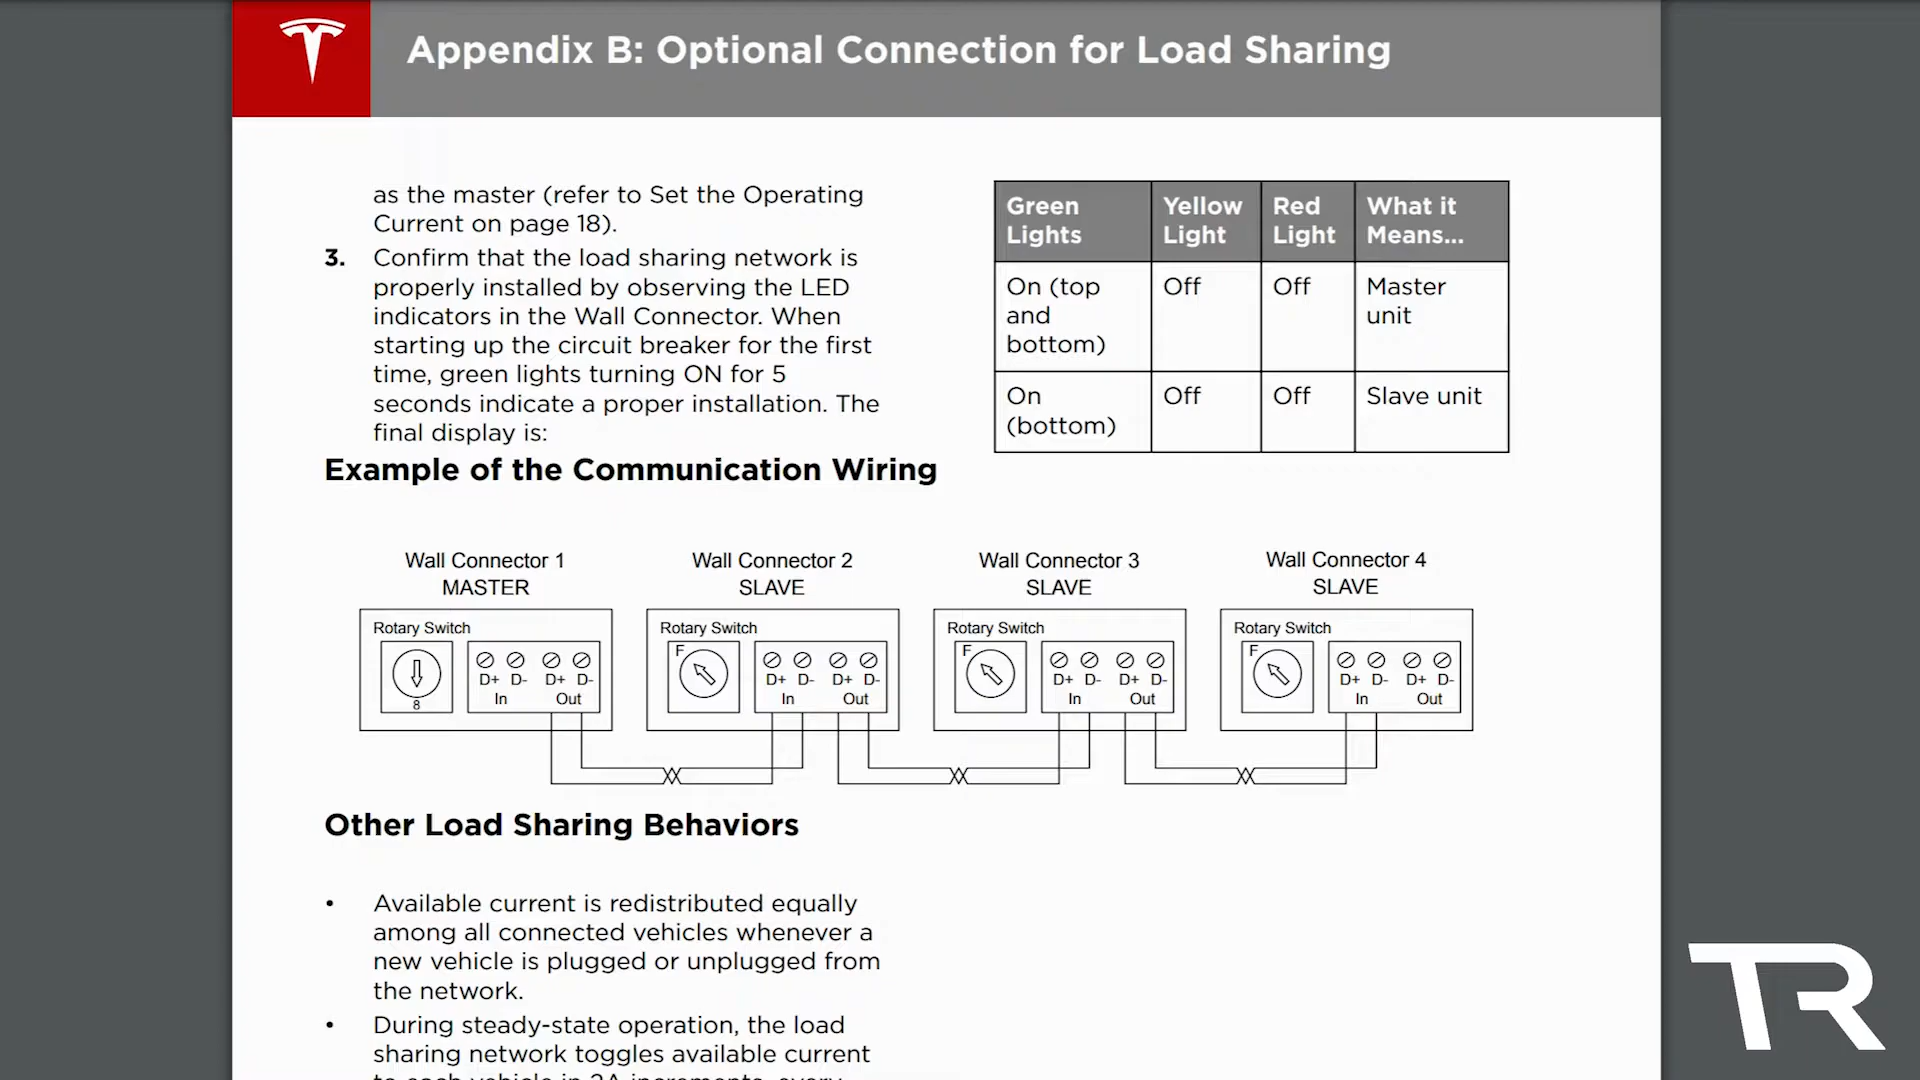 Appendix B: Optional Connection for Load Sharing
as the master (refer to Set the Operating
Current on page 18).
3. Confirm that the load sharing network is
properly installed by observing the LED
indicators in the Wall Connector. When
starting up the circuit breaker for the first
time, green lights turning ON for 5
seconds indicate a proper installation. The
final display is:
Green Lights Yellow Light Red Light What it Means...
On (top and bottom) Off Off Master unit
On (bottom) Off Off Slave unit
Example of the Communication Wiring
Wall Connector 1 Wall Connector 2 Wall Connector 3 Wall Connector 4
MASTER SLAVE SLAVE SLAVE
Rotary Switch Rotary Switch Rotary Switch Rotary Switch
F F F
D+ D- D+ D- D+ D- D+ D- D+ D- D+ D- D+ D- D+ D-
8 In Out In Out In Out In Out
Other Load Sharing Behaviors
• Available current is redistributed equally
among all connected vehicles whenever a
new vehicle is plugged or unplugged from
the network.
• During steady-state operation, the load
sharing network toggles available current
to each vehicle in 2A increments, every
TR